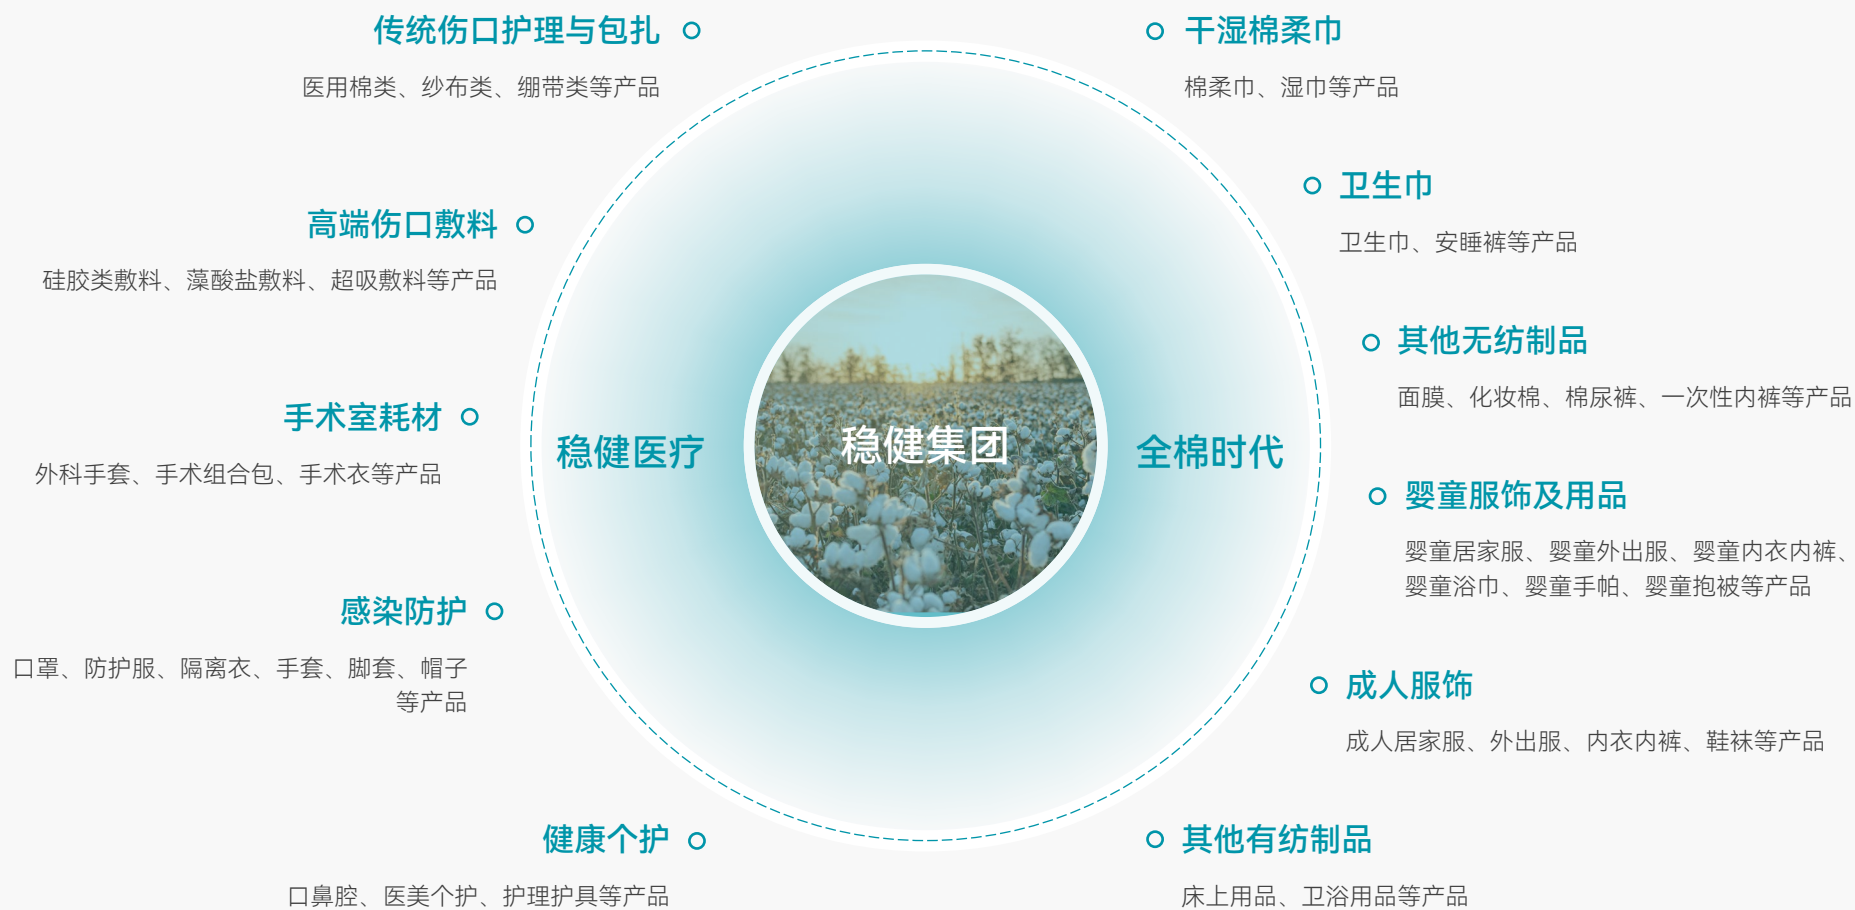 传统伤口护理与包扎
医用棉类、纱布类、绷带类等产品
高端伤口敷料
硅胶类敷料、藻酸盐敷料、超吸敷料等产品
手术室耗材
外科手套、手术组合包、手术衣等产品
感染防护
口罩、防护服、隔离衣、手套、脚套、帽子
等产品
健康个护
口鼻腔、医美个护、护理护具等产品
稳健医疗
稳健集团
全棉时代
干湿棉柔巾
棉柔巾、湿巾等产品
卫生巾
卫生巾、安睡裤等产品
其他无纺制品
面膜、化妆棉、棉尿裤、一次性内裤等产品
婴童服饰及用品
婴童居家服、婴童外出服、婴童内衣内裤、
婴童浴巾、婴童手帕、婴童抱被等产品
成人服饰
成人居家服、外出服、内衣内裤、鞋袜等产品
其他有纺制品
床上用品、卫浴用品等产品